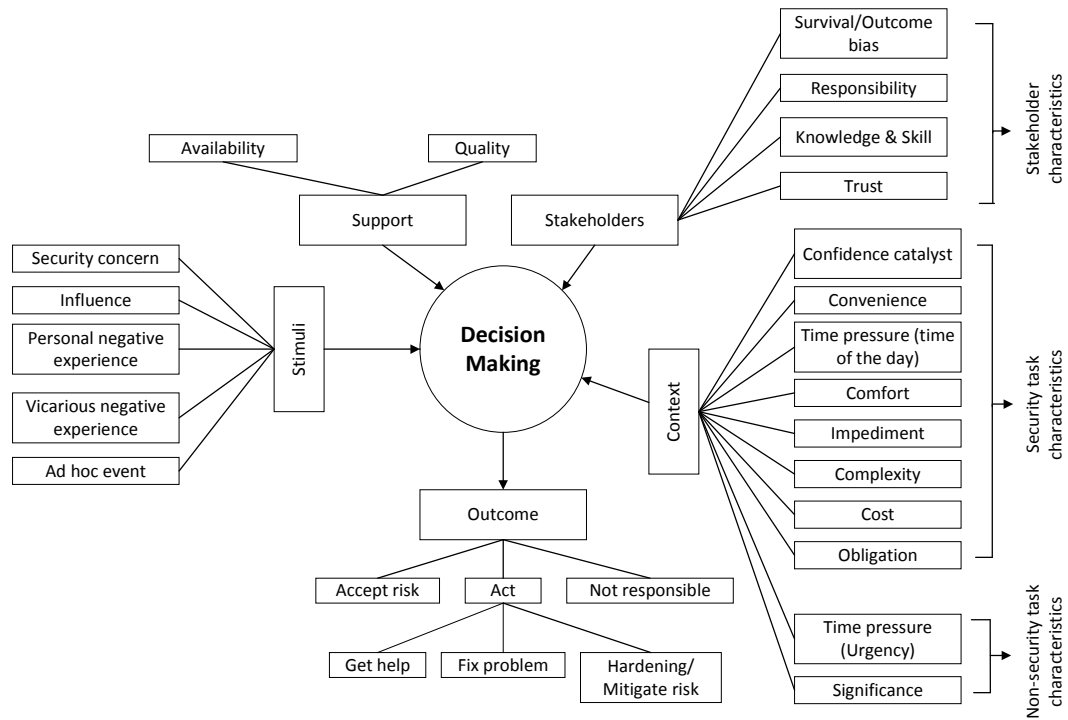 Survival/Outcome
bias
Responsibility
Knowledge & Skill
Trust
Stakeholder
characteristics
Availability
Quality
Support
Stakeholders
Security concern
Influence
Personal negative
experience
Vicarious negative
experience
Ad hoc event
Stimuli
Decision
Making
Context
Confidence catalyst
Convenience
Time pressure (time
of the day)
Comfort
Impediment
Complexity
Cost
Obligation
Security task
characteristics
Time pressure
(Urgency)
Significance
Non-security task
characteristics
Outcome
Accept risk
Act
Not responsible
Get help
Fix problem
Hardening/
Mitigate risk